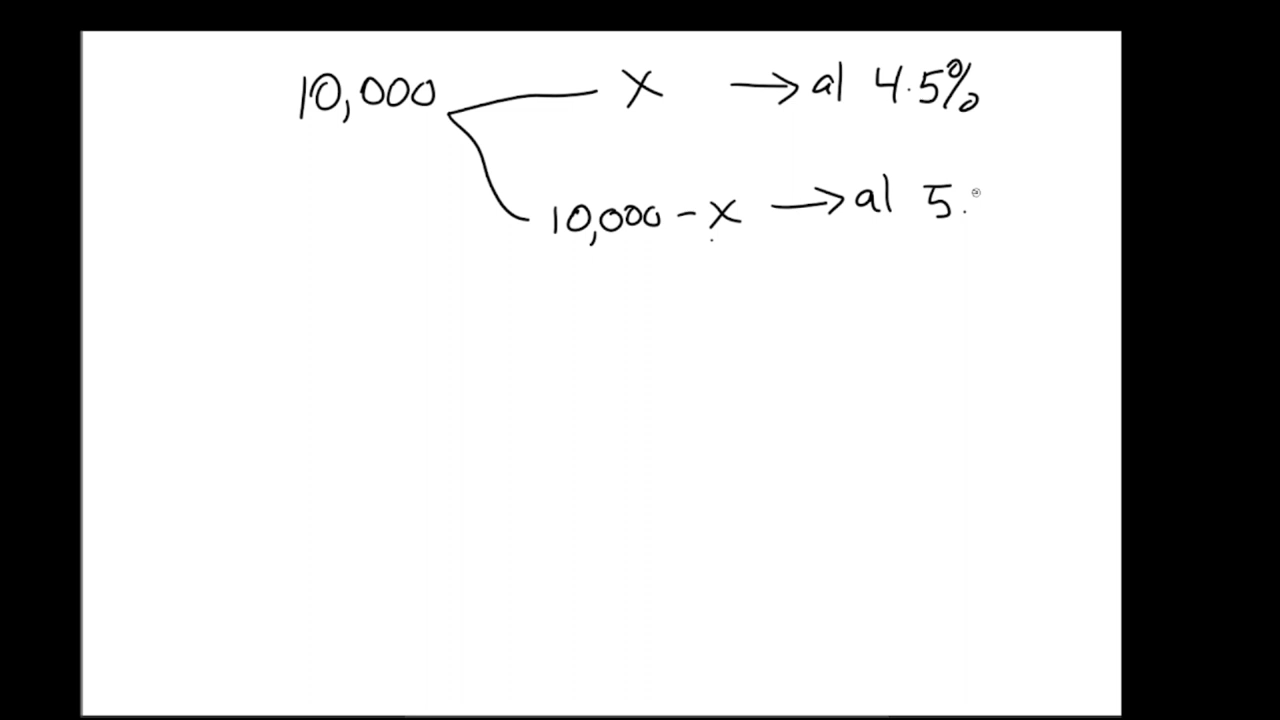 10,000 x → al 4.5%
10,000 - x → al 5.